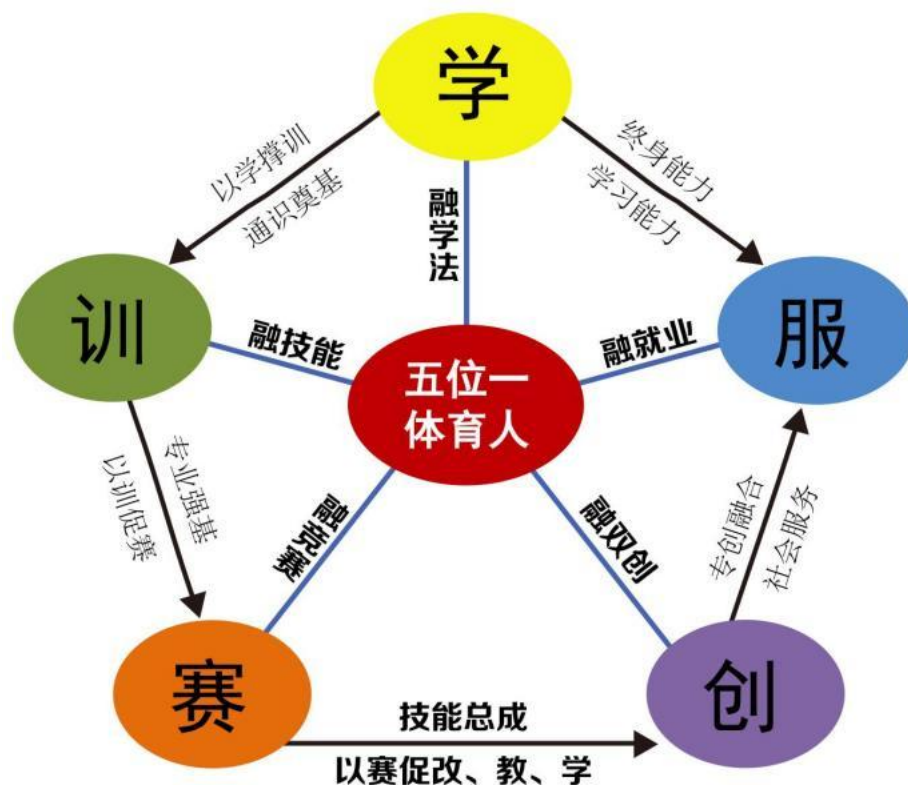 学
以学撑训
通识奠基
终身能力
学习能力
融学法
训
服
融技能
融就业
五位一
体育人
专业强基
以训促赛
融竞赛
融双创
专创融合
社会服务
赛
创
技能总成
以赛促改、教、学